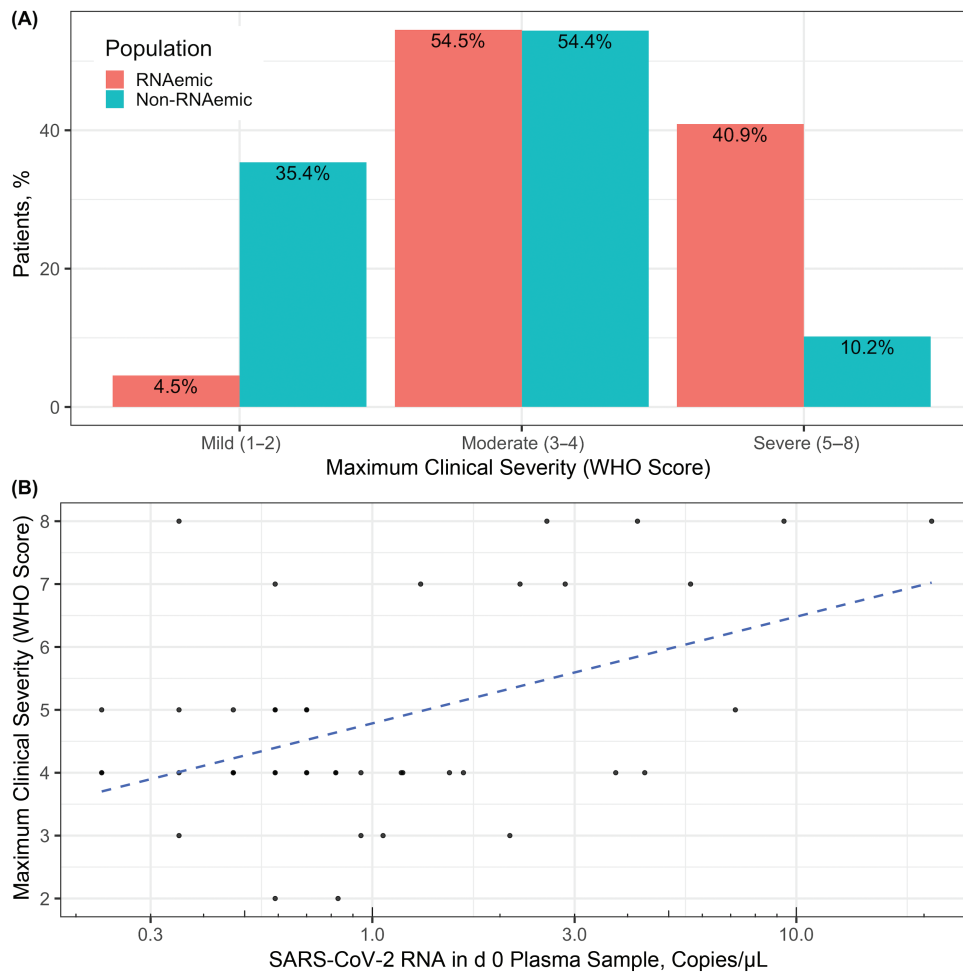 (A)
Population
RNAemic
Non-RNAemic
54.5%
54.4%
40.9%
35.4%
10.2%
4.5%
40
20
0
Patients, %
Mild (1–2)
Moderate (3–4)
Severe (5–8)
Maximum Clinical Severity (WHO Score)
(B)
8
7
6
5
4
3
2
Maximum Clinical Severity (WHO Score)
0.3
1.0
3.0
10.0
SARS-CoV-2 RNA in d 0 Plasma Sample, Copies/µL